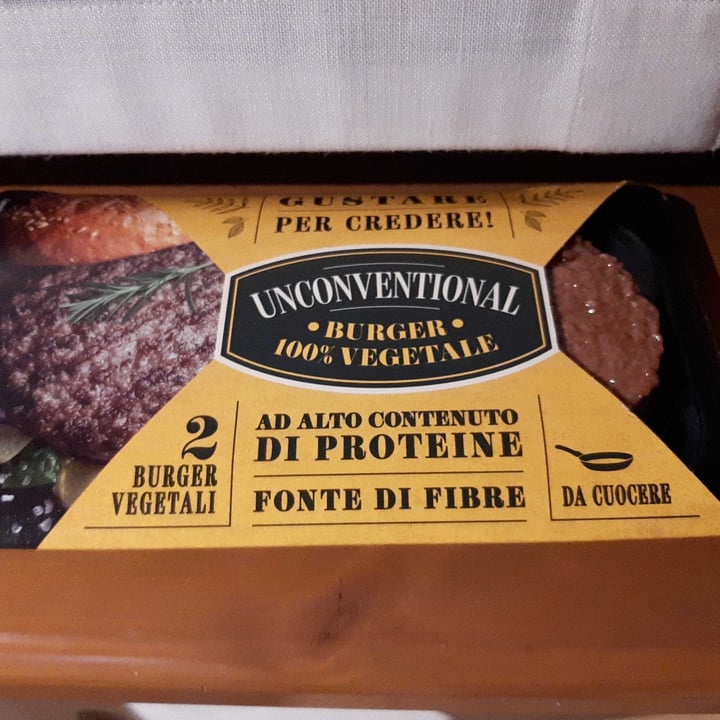 GUSTARE
PER CREDERE!
UNCONVENTIONAL
• BURGER •
100% VEGETALE
2
BURGER
VEGETALI
AD ALTO CONTENUTO
DI PROTEINE
FONTE DI FIBRE
DA CUOCERE